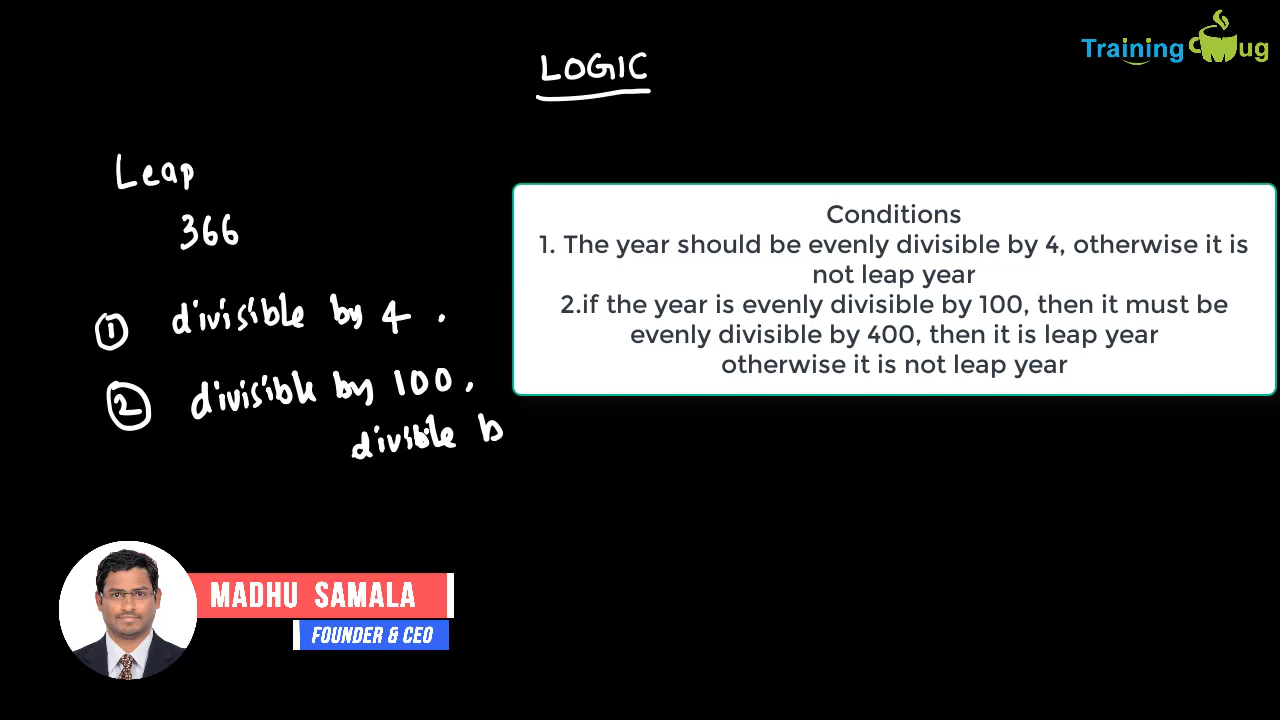 Training Mug
LOGIC
Leap
366
Conditions
1. The year should be evenly divisible by 4, otherwise it is
not leap year
2.if the year is evenly divisible by 100, then it must be
evenly divisible by 400, then it is leap year
otherwise it is not leap year
1 divisible by 4 .
2 divisible by 100,
divisible b
MADHU SAMALA
FOUNDER & CEO